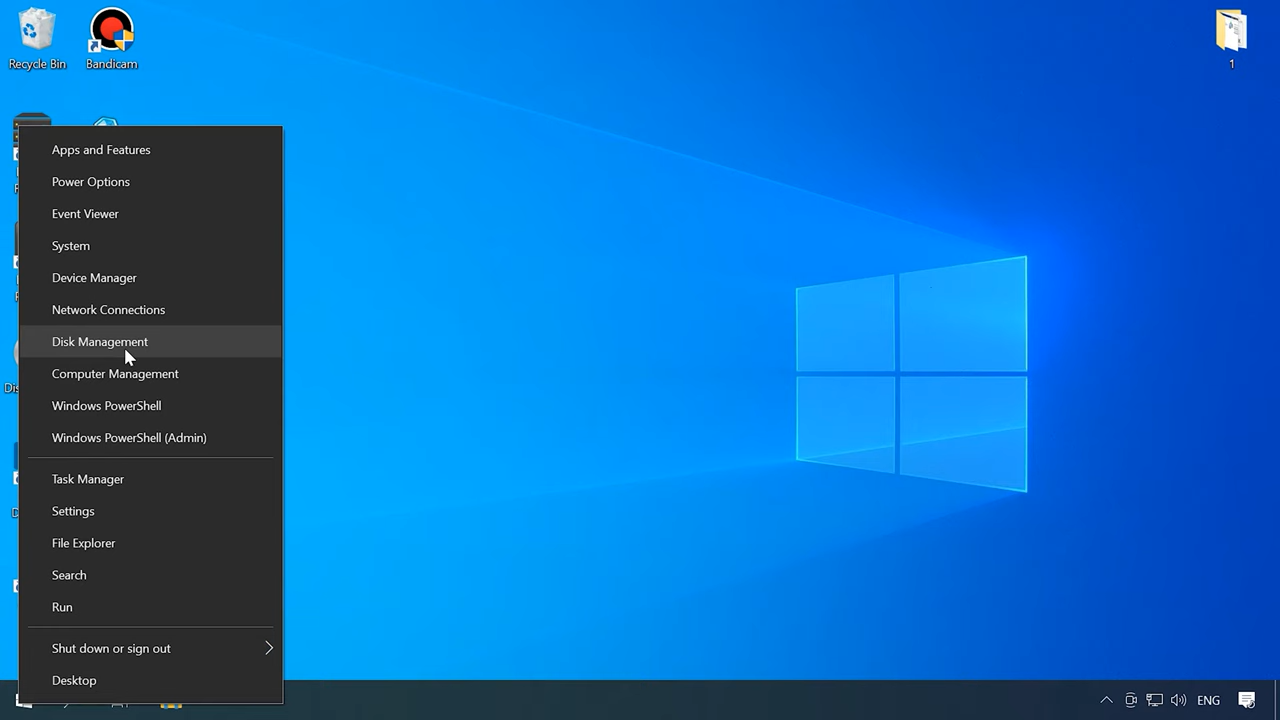 Recycle Bin
Bandicam
1
Apps and Features
Power Options
Event Viewer
System
Device Manager
Network Connections
Disk Management
Computer Management
Windows PowerShell
Windows PowerShell (Admin)
Task Manager
Settings
File Explorer
Search
Run
Shut down or sign out
Desktop
ENG